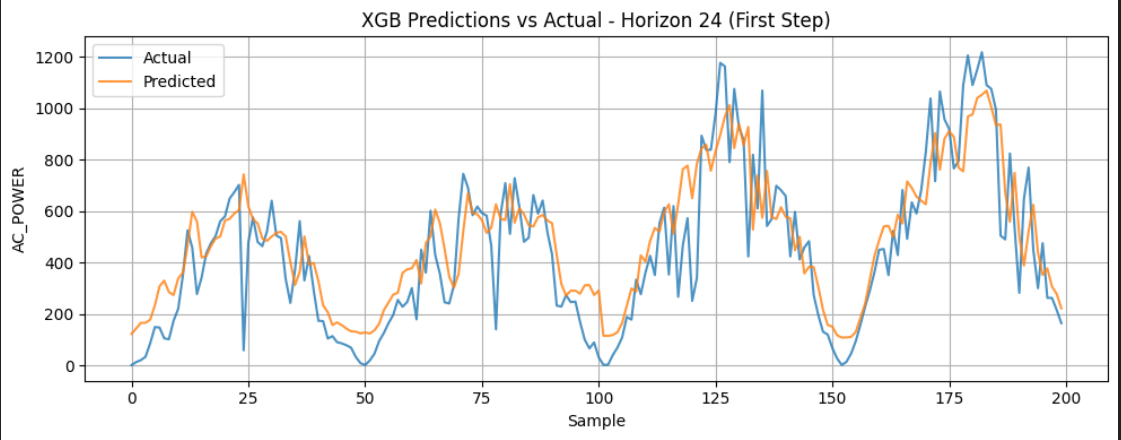 XGB Predictions vs Actual - Horizon 24 (First Step)
Actual
Predicted
AC_POWER
1200
1000
800
600
400
200
0
0 25 50 75 100 125 150 175 200
Sample